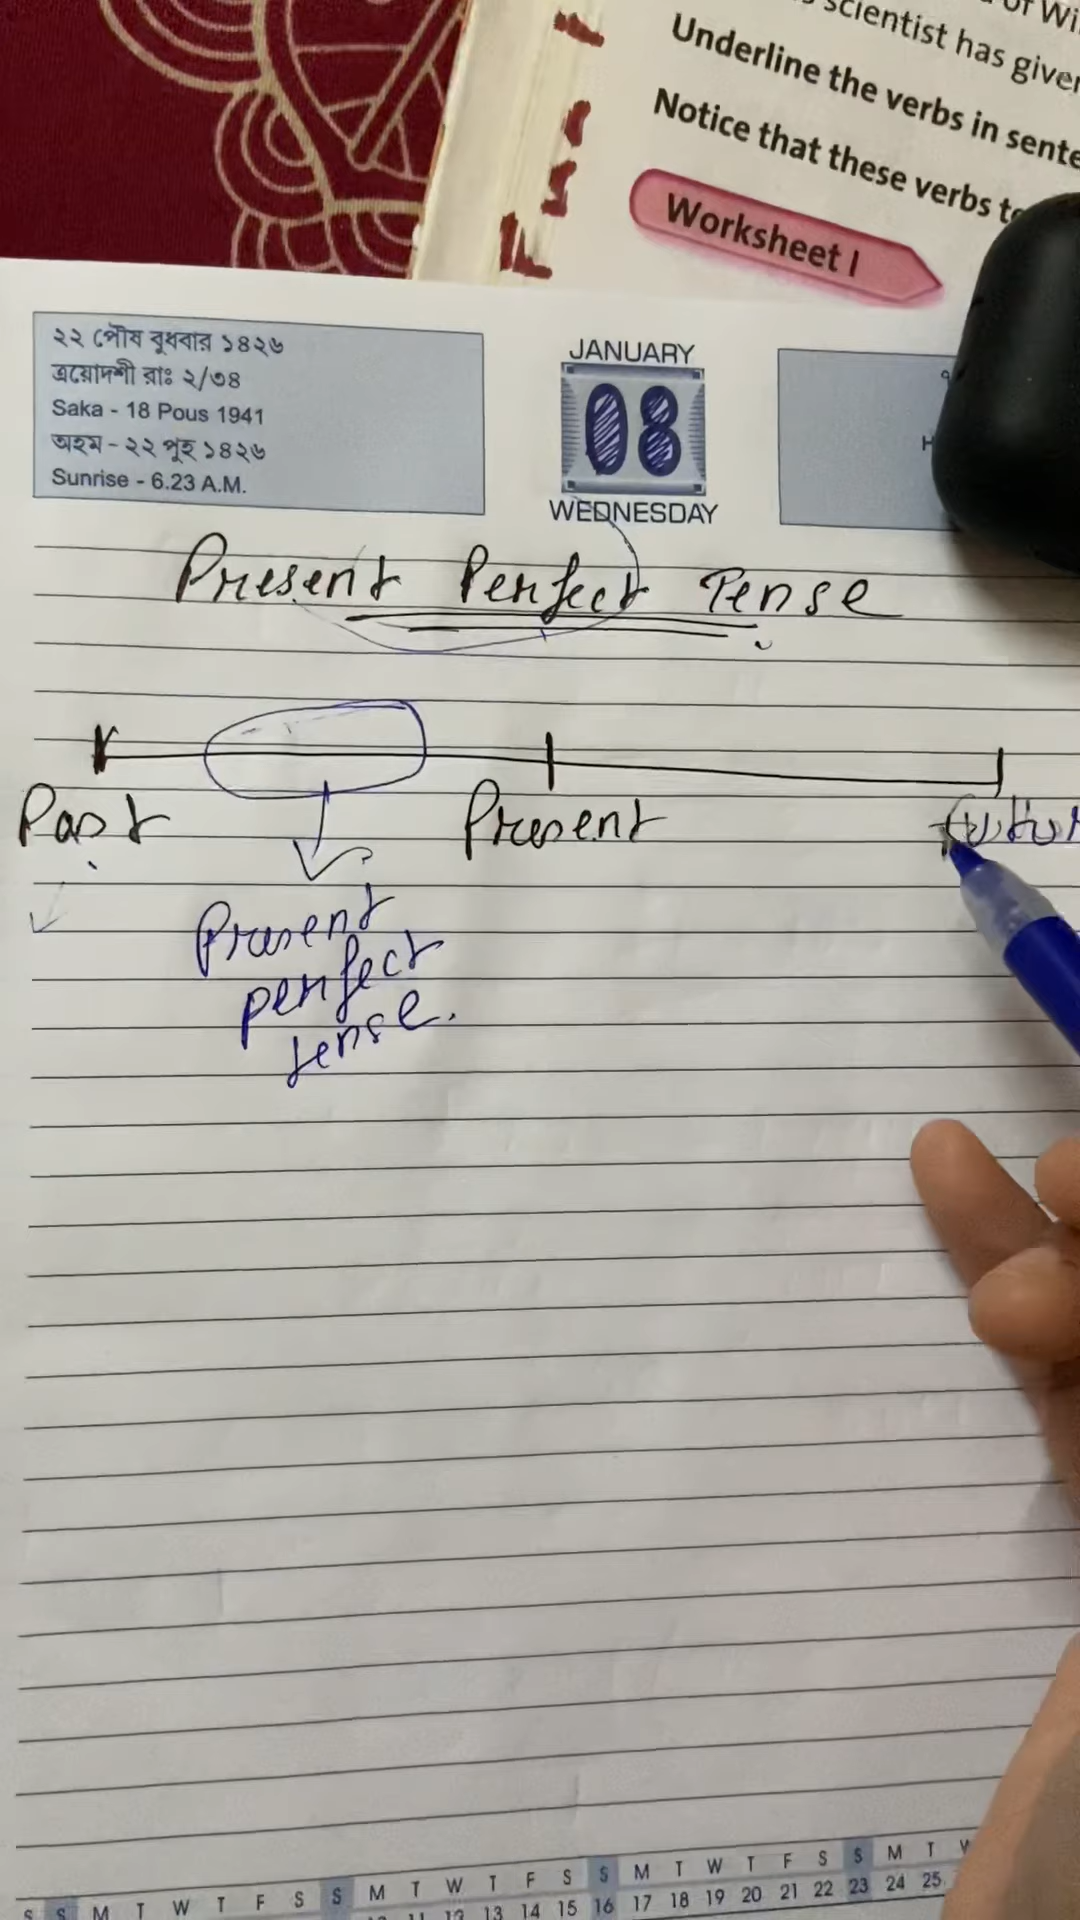 scientist has given
Underline the verbs in
Notice that these verbs
Worksheet I
২২ পৌষ বুধবার ১৪২৬
ত্রয়োদশী রাঃ ২/৩৪
Saka - 18 Pous 1941
অহম - ২২ পুহ ১৪২৬
Sunrise - 6.23 A.M.
JANUARY
08
WEDNESDAY
Present Perfect Tense
Past Present
Present
perfect
tense.
S S M T W T F S S M T W T F S S M T W T F S S M T
13 14 15 16 17 18 19 20 21 22 23 24 25